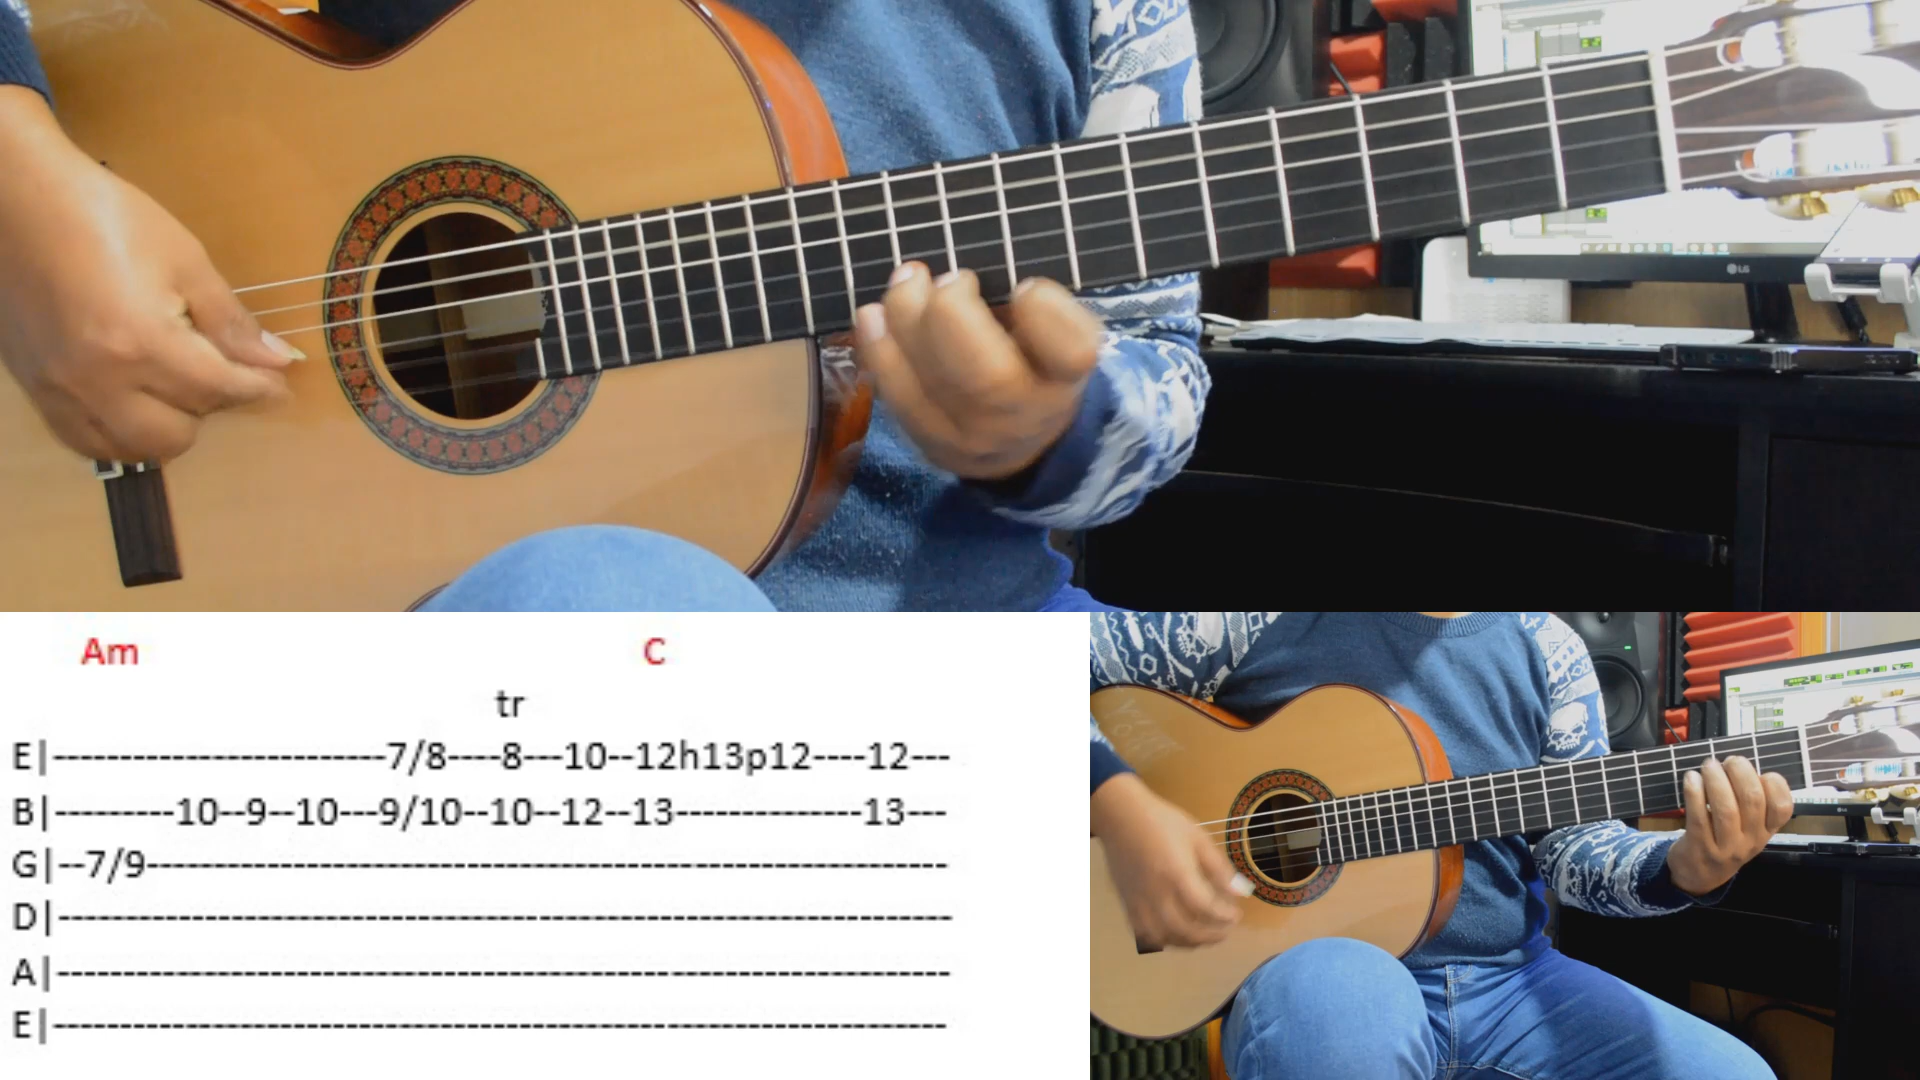 Am C
tr
E|-------------------------7/8----8---10--12h13p12----12---
B|---------10--9--10---9/10--10--12--13--------------13---
G|--7/9------------------------------------------------------------
D|-------------------------------------------------------------------
A|-------------------------------------------------------------------
E|-------------------------------------------------------------------
LG